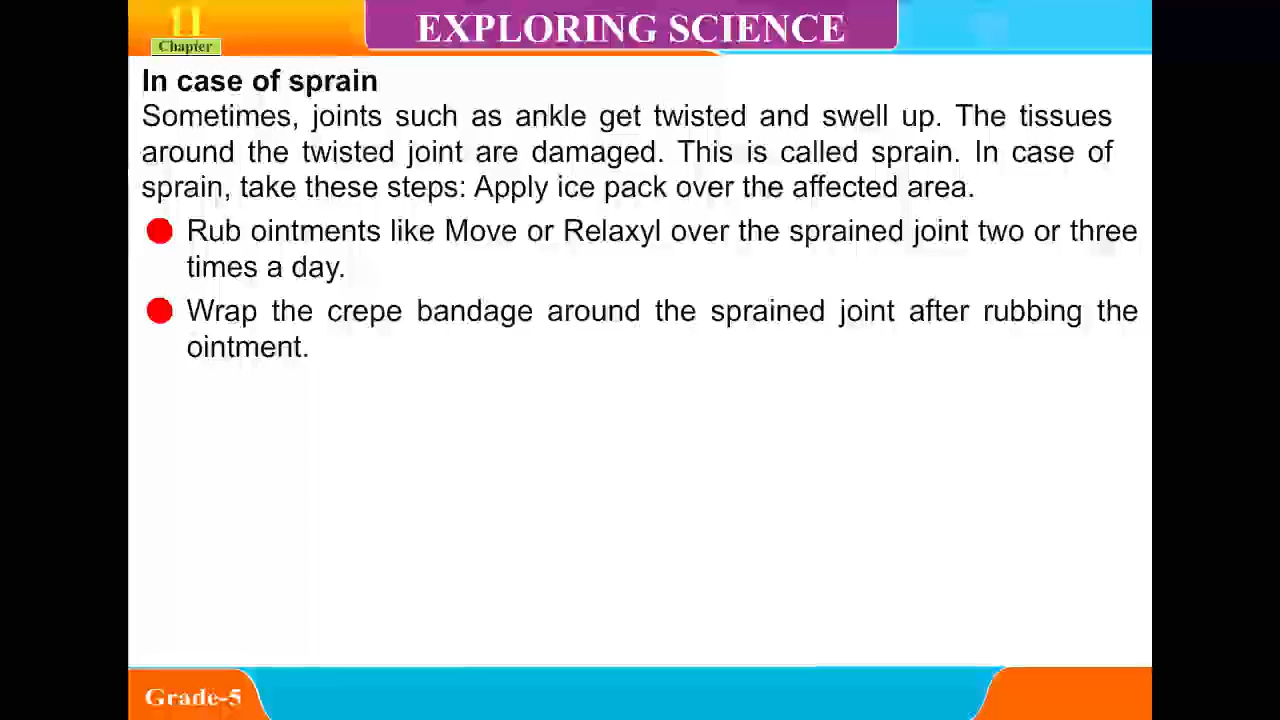 11
Chapter
EXPLORING SCIENCE
In case of sprain
Sometimes, joints such as ankle get twisted and swell up. The tissues
around the twisted joint are damaged. This is called sprain. In case of
sprain, take these steps: Apply ice pack over the affected area.
Rub ointments like Move or Relaxyl over the sprained joint two or three
times a day.
Wrap the crepe bandage around the sprained joint after rubbing the
ointment.
Grade-5